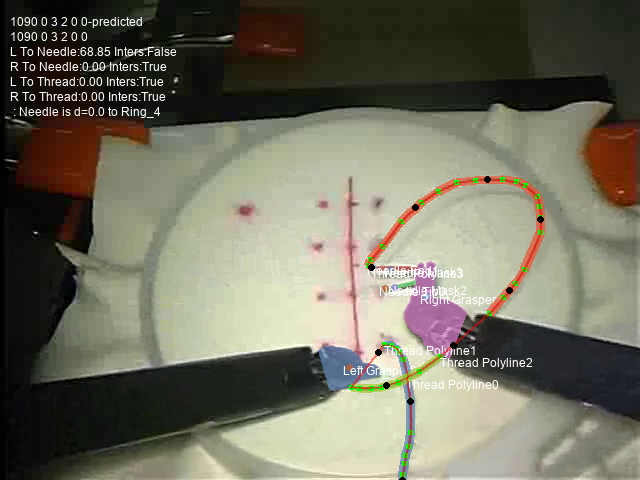 1090 0 3 2 0 0-predicted
1090 0 3 2 0 0
L To Needle:68.85 Inters:False
R To Needle:0.00 Inters:True
L To Thread:0.00 Inters:True
R To Thread:0.00 Inters:True
: Needle is d=0.0 to Ring_4
Right Grasper
Thread Polyline1
Thread Polyline2
Left Grasp
Thread Polyline0